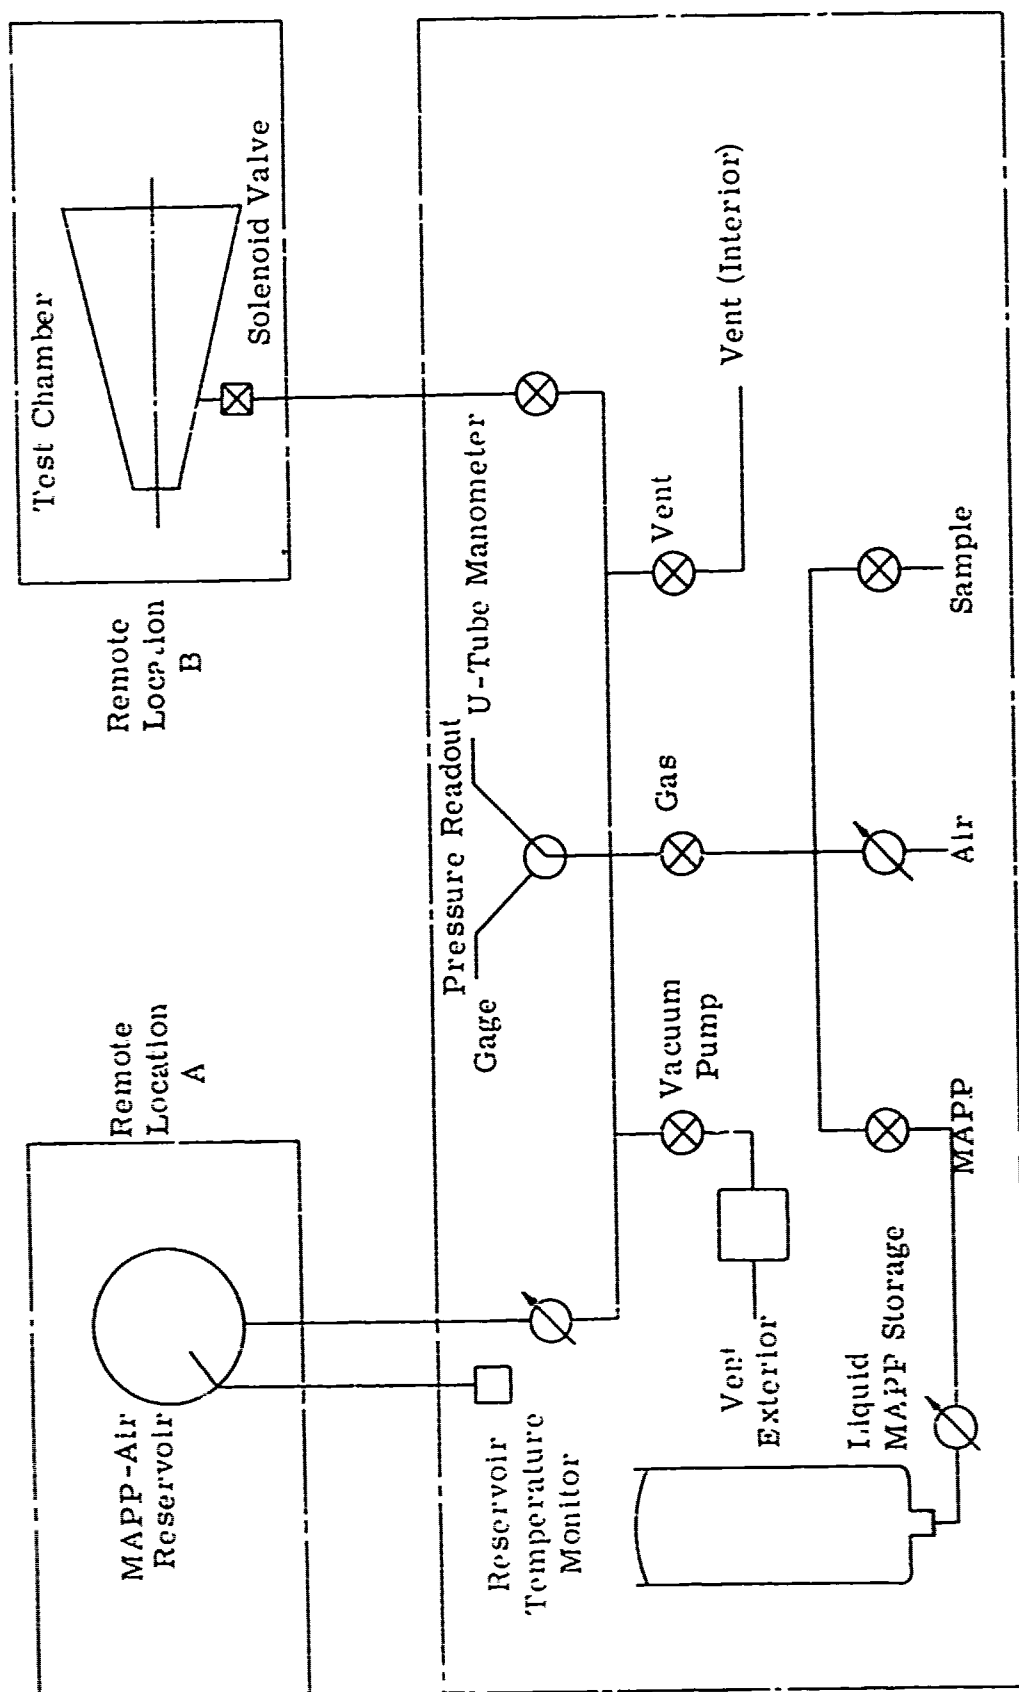 MAPP-Air
Reservoir
Remote
Location
A
Remote
Location
B
Test Chamber
Solenoid Valve
Reservoir
Temperature
Monitor
Gage
Pressure Readout
U-Tube Manometer
Vacuum
Pump
Gas
Vent
Vent (Interior)
Vent
Exterior
Liquid
MAPP Storage
MAPP
Air
Sample